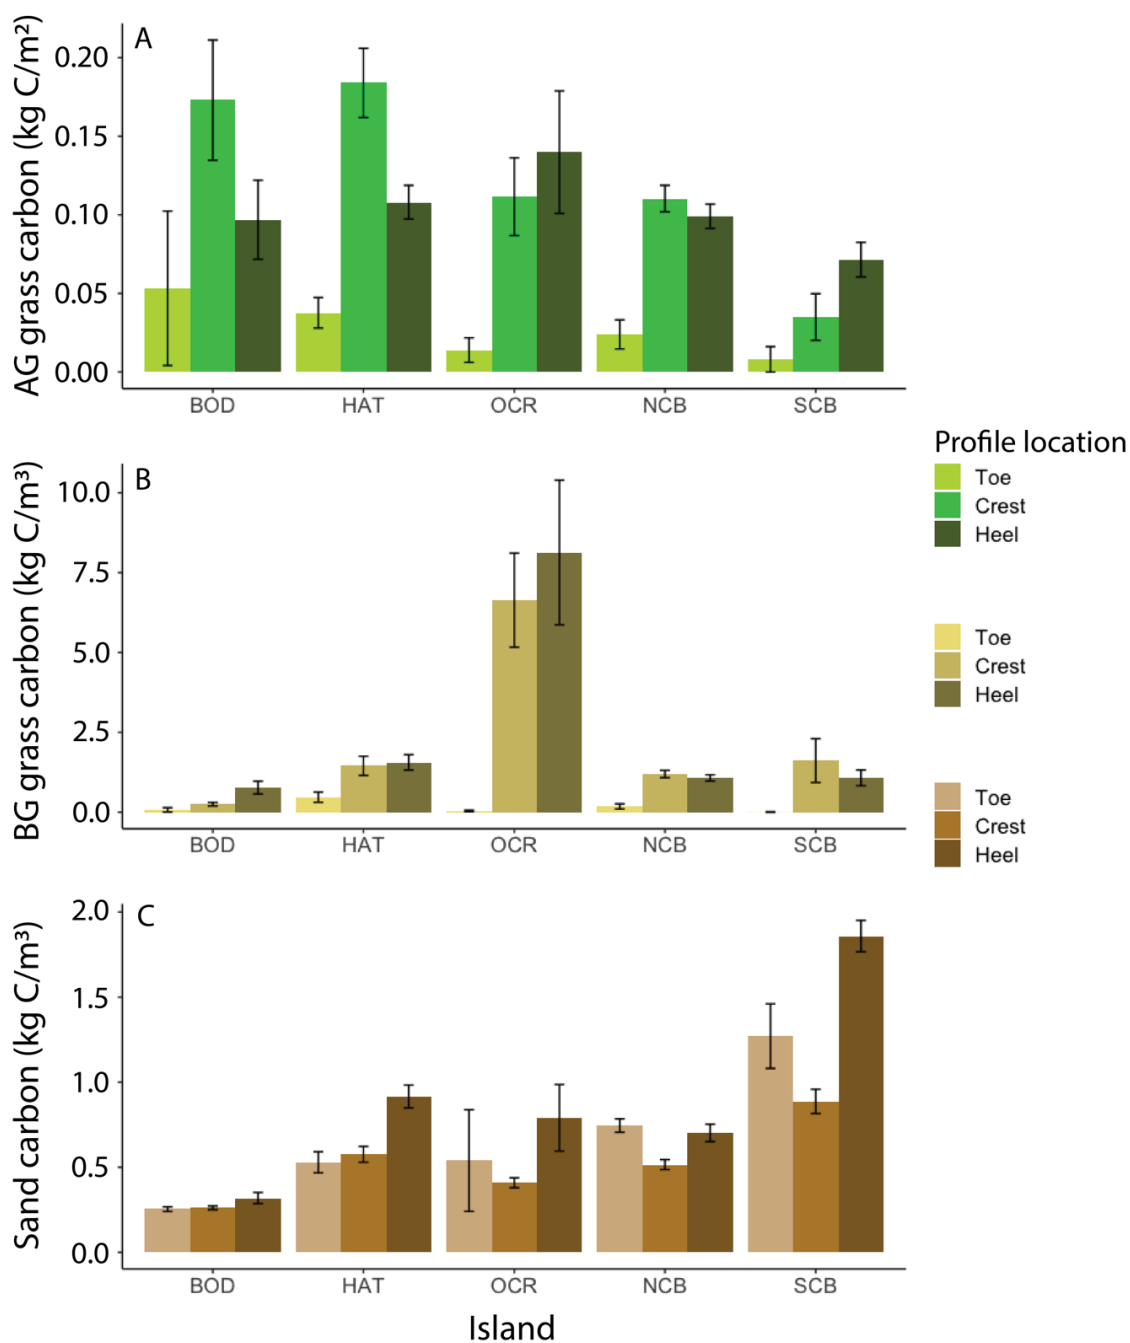 A
AG grass carbon (kg C/m²)
0.20
0.15
0.10
0.05
0.00
BOD HAT OCR NCB SCB
B
BG grass carbon (kg C/m³)
10.0
7.5
5.0
2.5
0.0
BOD HAT OCR NCB SCB
Profile location
Toe
Crest
Heel
Toe
Crest
Heel
Toe
Crest
Heel
C
Sand carbon (kg C/m³)
2.0
1.5
1.0
0.5
0.0
BOD HAT OCR NCB SCB
Island